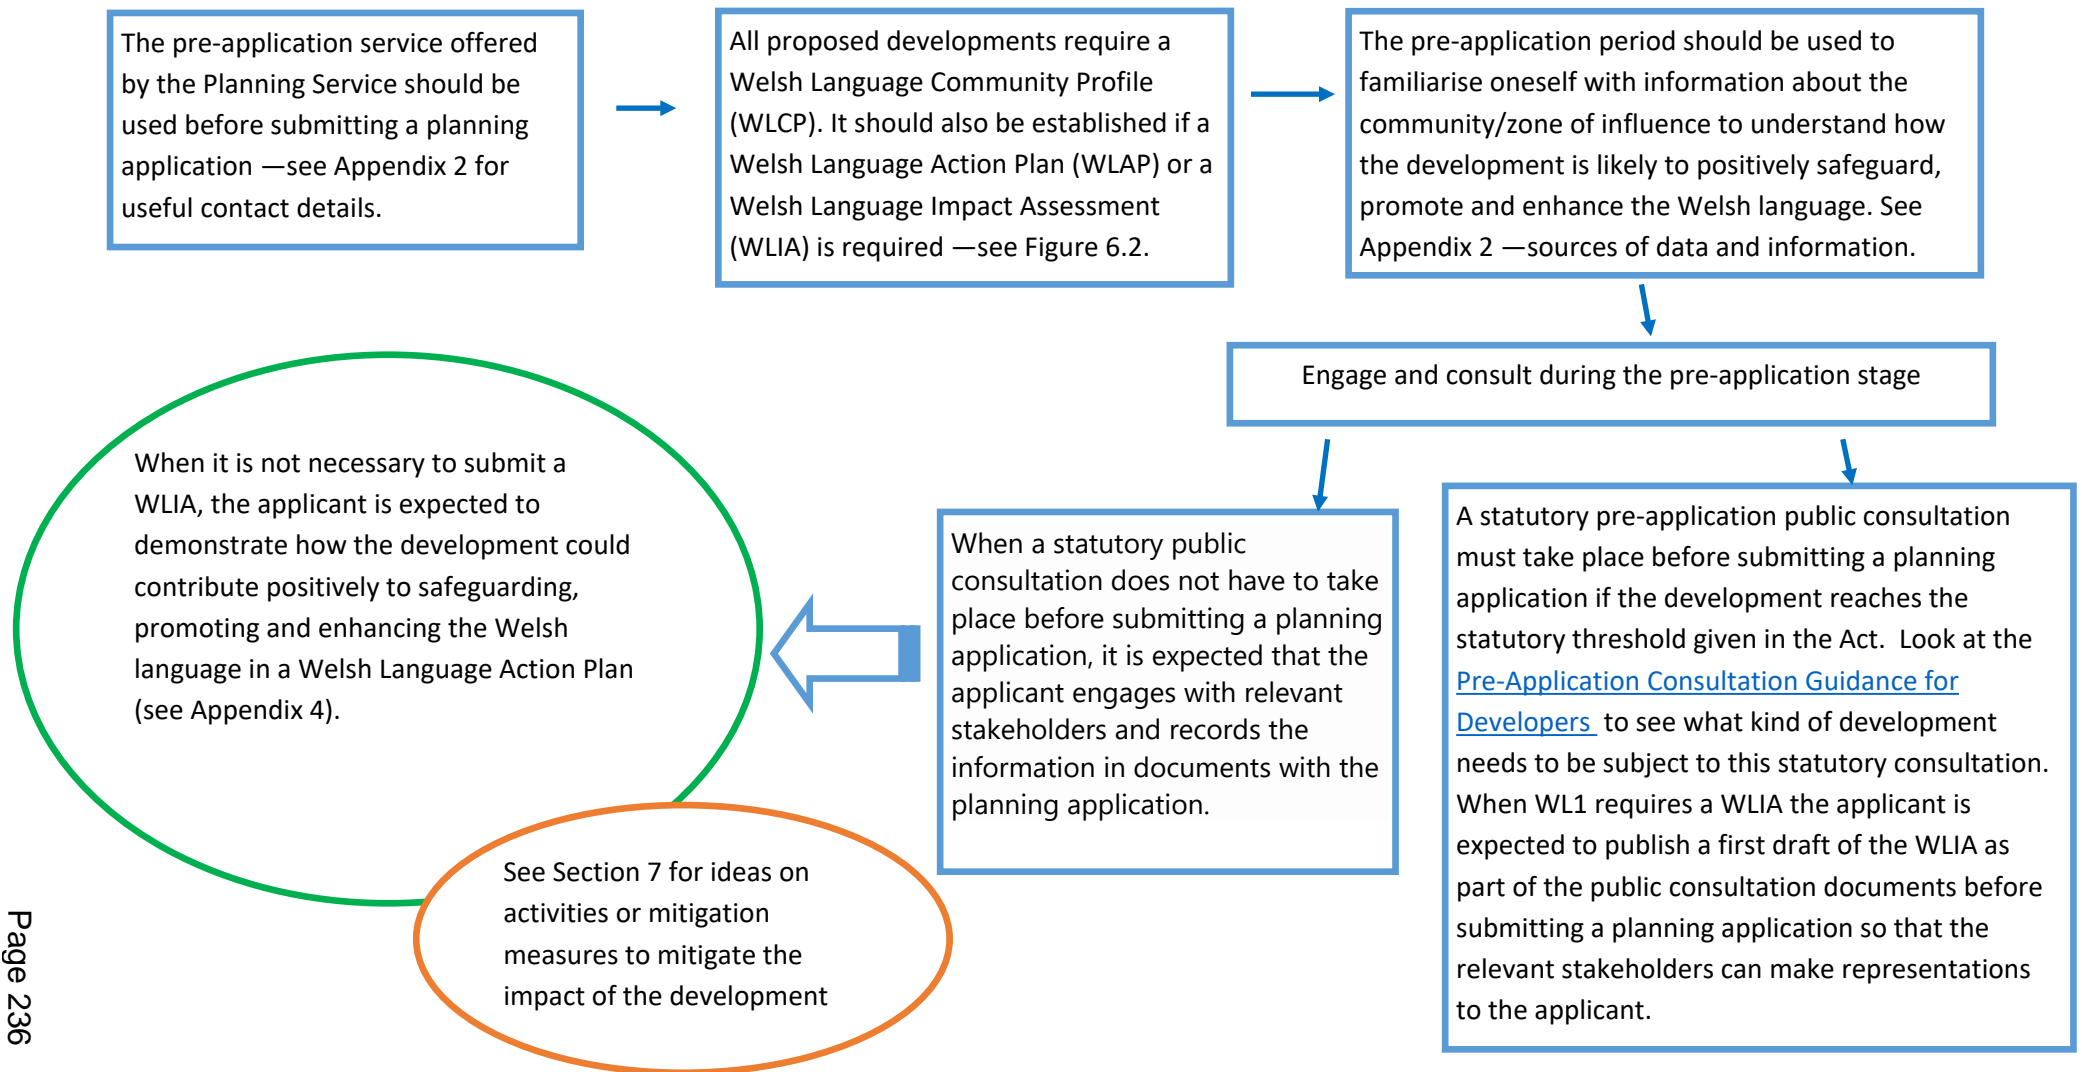 The pre-application service offered
by the Planning Service should be
used before submitting a planning
application —see Appendix 2 for
useful contact details.
All proposed developments require a
Welsh Language Community Profile
(WLCP). It should also be established if a
Welsh Language Action Plan (WLAP) or a
Welsh Language Impact Assessment
(WLIA) is required —see Figure 6.2.
The pre-application period should be used to
familiarise oneself with information about the
community/zone of influence to understand how
the development is likely to positively safeguard,
promote and enhance the Welsh language. See
Appendix 2 —sources of data and information.
Engage and consult during the pre-application stage
When it is not necessary to submit a
WLIA, the applicant is expected to
demonstrate how the development could
contribute positively to safeguarding,
promoting and enhancing the Welsh
language in a Welsh Language Action Plan
(see Appendix 4).
When a statutory public
consultation does not have to take
place before submitting a planning
application, it is expected that the
applicant engages with relevant
stakeholders and records the
information in documents with the
planning application.
A statutory pre-application public consultation
must take place before submitting a planning
application if the development reaches the
statutory threshold given in the Act.  Look at the
Pre-Application Consultation Guidance for
Developers  to see what kind of development
needs to be subject to this statutory consultation.
When WL1 requires a WLIA the applicant is
expected to publish a first draft of the WLIA as
part of the public consultation documents before
submitting a planning application so that the
relevant stakeholders can make representations
to the applicant.
See Section 7 for ideas on
activities or mitigation
measures to mitigate the
impact of the development
Page 236